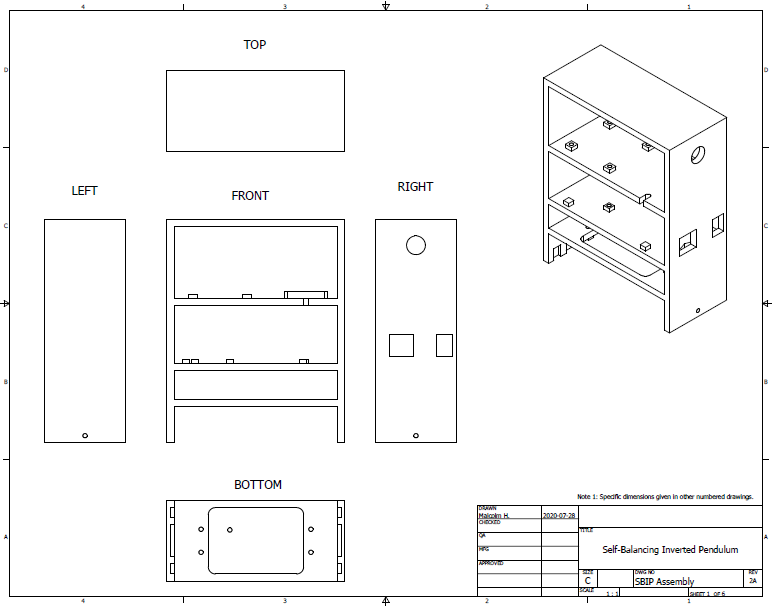 4 3 2 1
TOP
D D
LEFT
FRONT
RIGHT
C C
B B
BOTTOM
Note 1: Specific dimensions given in other numbered drawings.
DRAWN
Malcolm H. 2020-07-28
CHECKED
TITLE
QA
A A
Self-Balancing Inverted Pendulum
MFG
APPROVED
SIZE DWG NO REV
C SBIP Assembly 2A
SCALE 1 : 1 SHEET 1 OF 6
4 3 2 1